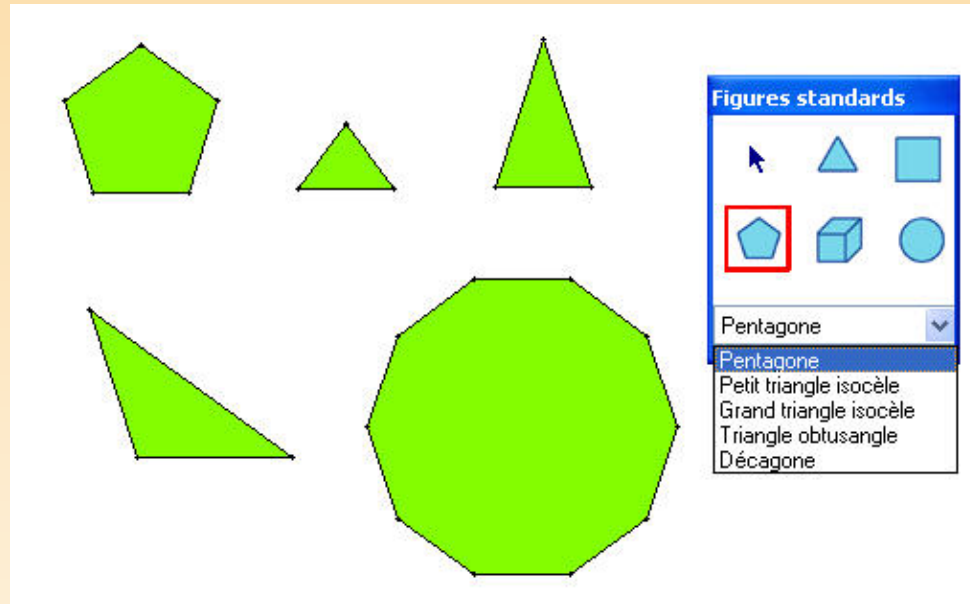 Figures standards
Pentagone
Pentagone
Petit triangle isocèle
Grand triangle isocèle
Triangle obtusangle
Décagone